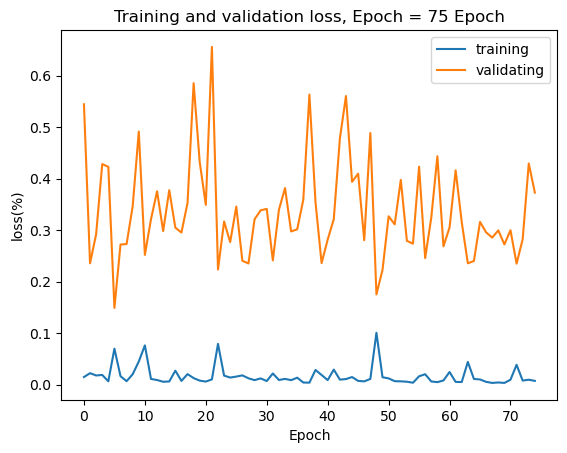 Training and validation loss, Epoch = 75 Epoch
training
validating
loss(%)
0.6
0.5
0.4
0.3
0.2
0.1
0.0
0 10 20 30 40 50 60 70
Epoch